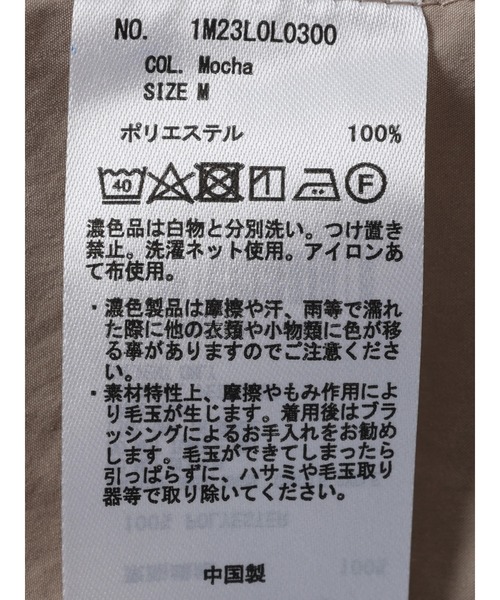 NO. 1M23L0L0300
COL. Mocha
SIZE M
ポリエステル 100%
40 F
濃色品は白物と分別洗い。つけ置き
禁止。洗濯ネット使用。アイロンあ
て布使用。
・濃色製品は摩擦や汗、雨等で濡れ
た際に他の衣類や小物類に色が移
る事がありますのでご注意くださ
い。
・素材特性上、摩擦やもみ作用によ
り毛玉が生じます。着用後はブラ
ッシングによるお手入れをお勧め
します。毛玉ができてしまったら
引っぱらずに、ハサミや毛玉取り
器等で取り除いてください。
100% POLYESTER
100%
中国製